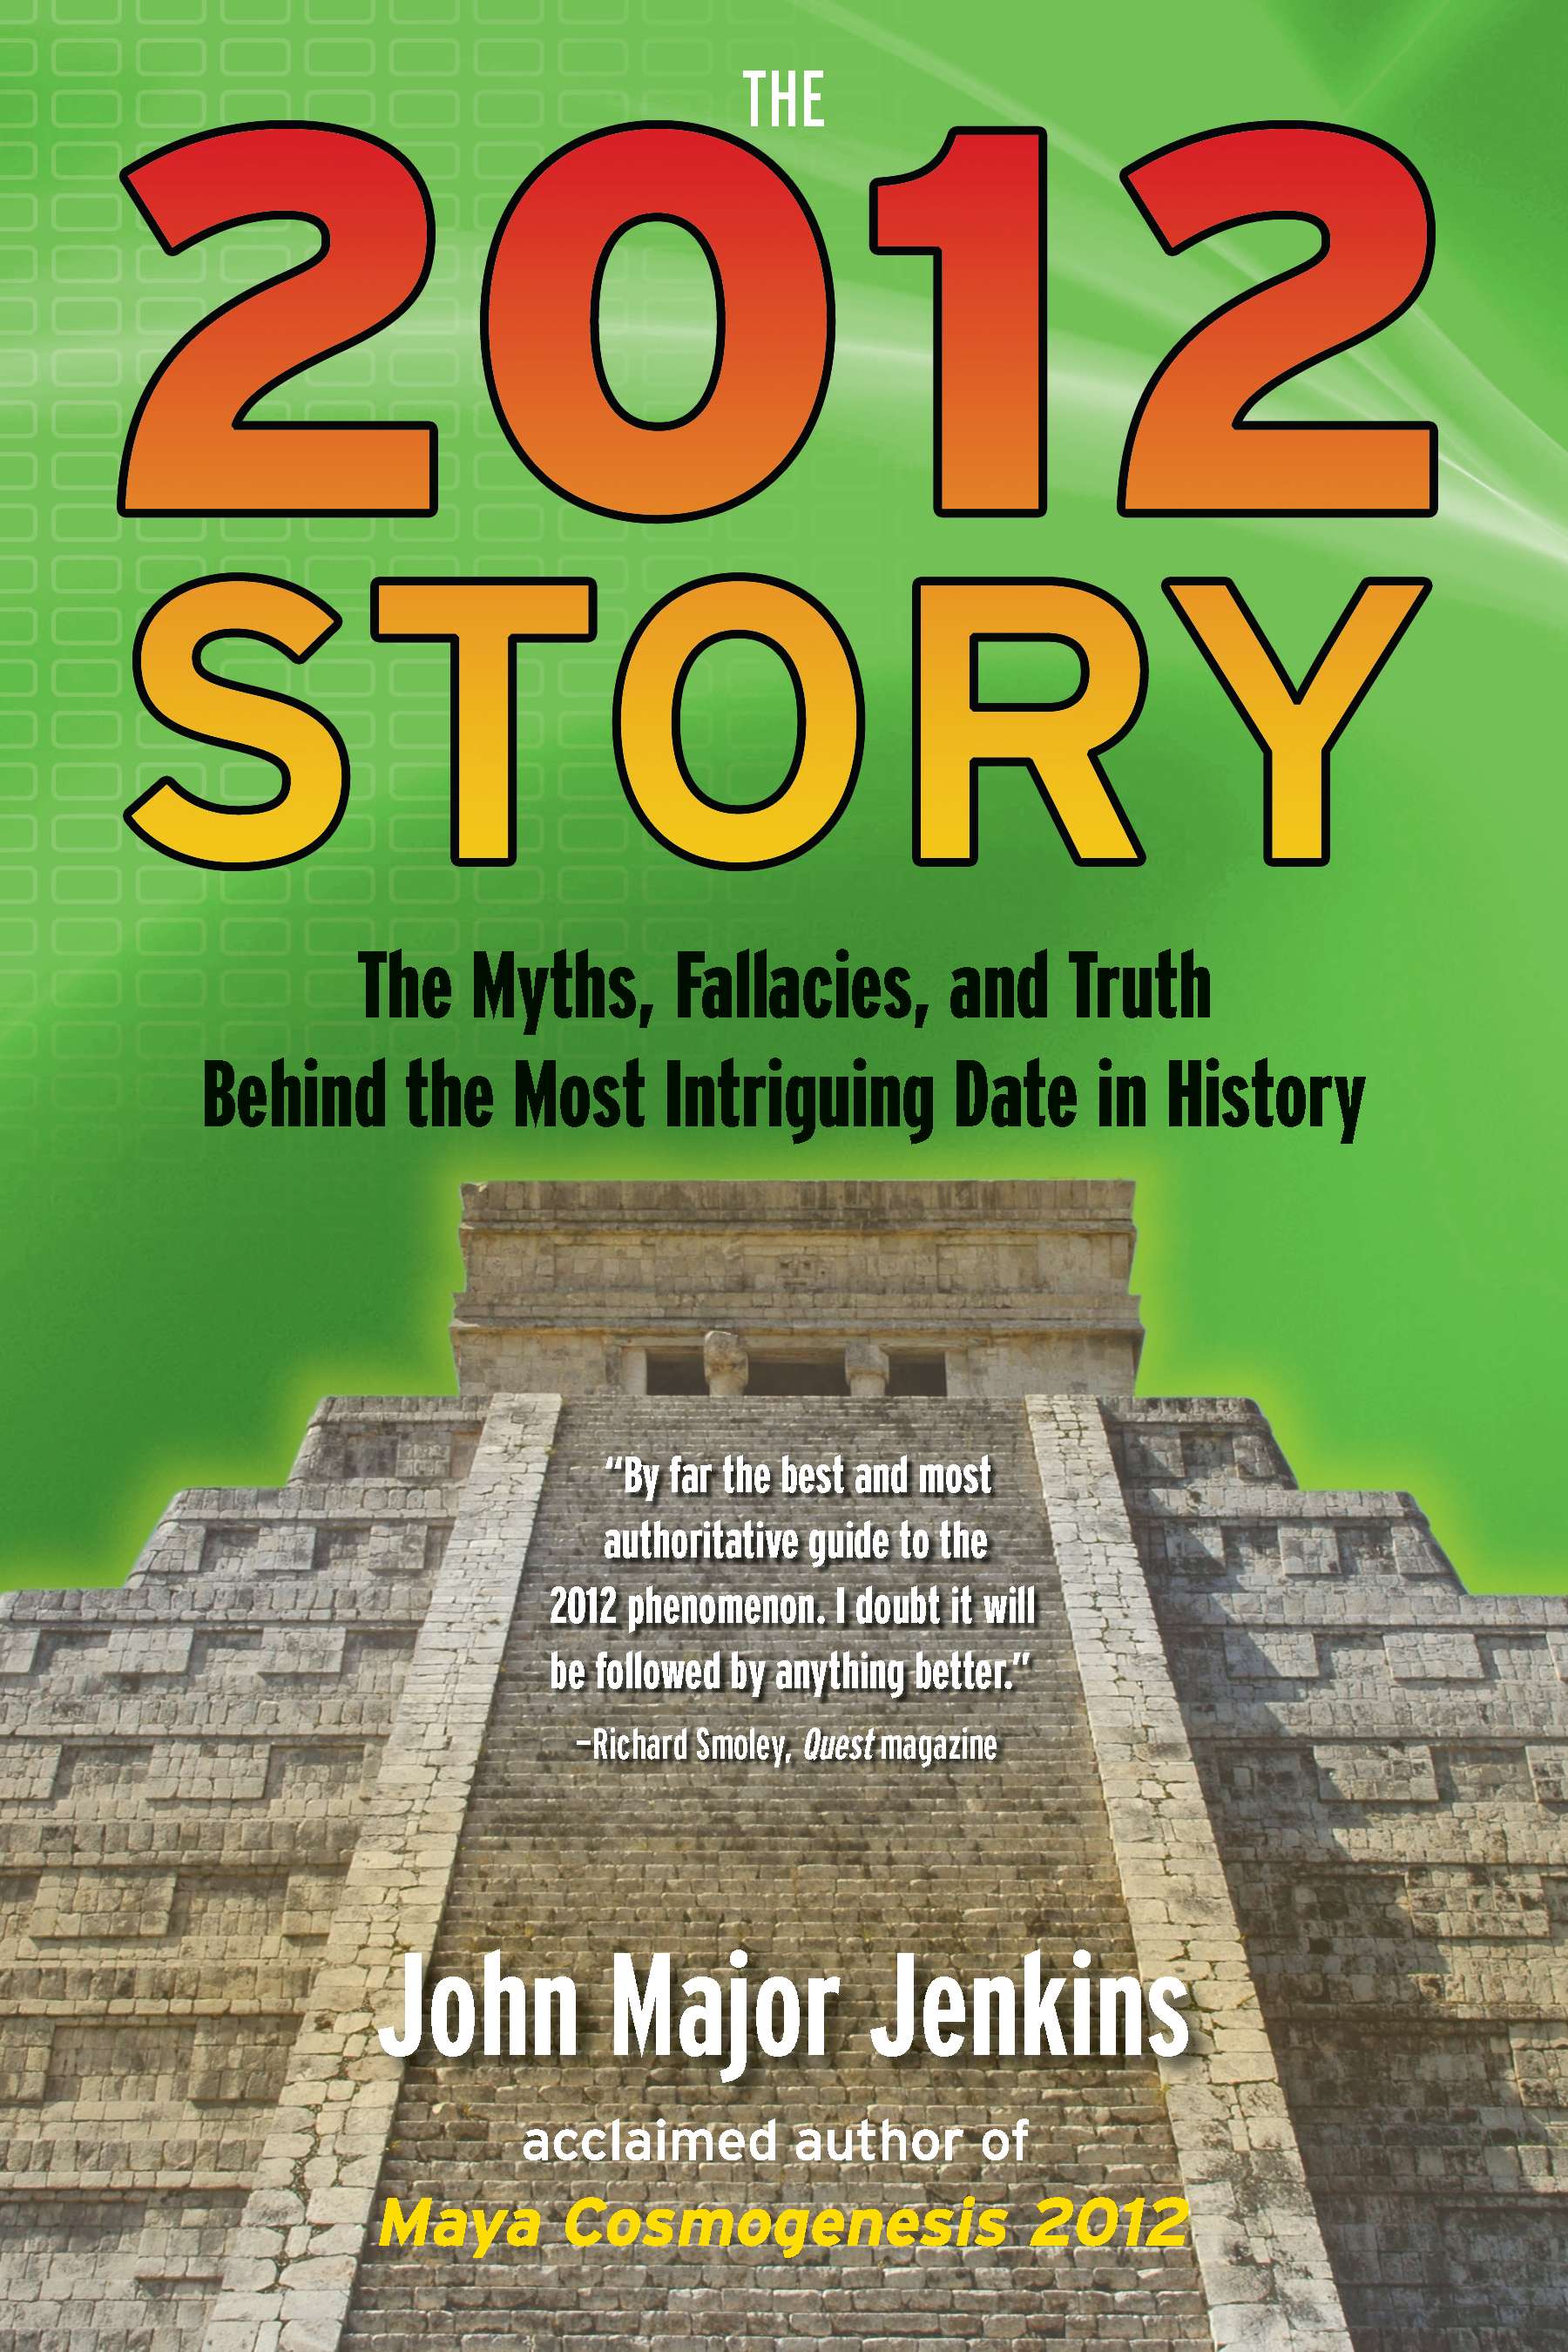 THE
2012
STORY
The Myths, Fallacies, and Truth
Behind the Most Intriguing Date in History
“By far the best and most
authoritative guide to the
2012 phenomenon. I doubt it will
be followed by anything better.”
–Richard Smoley, Quest magazine
John Major Jenkins
acclaimed author of
Maya Cosmogenesis 2012